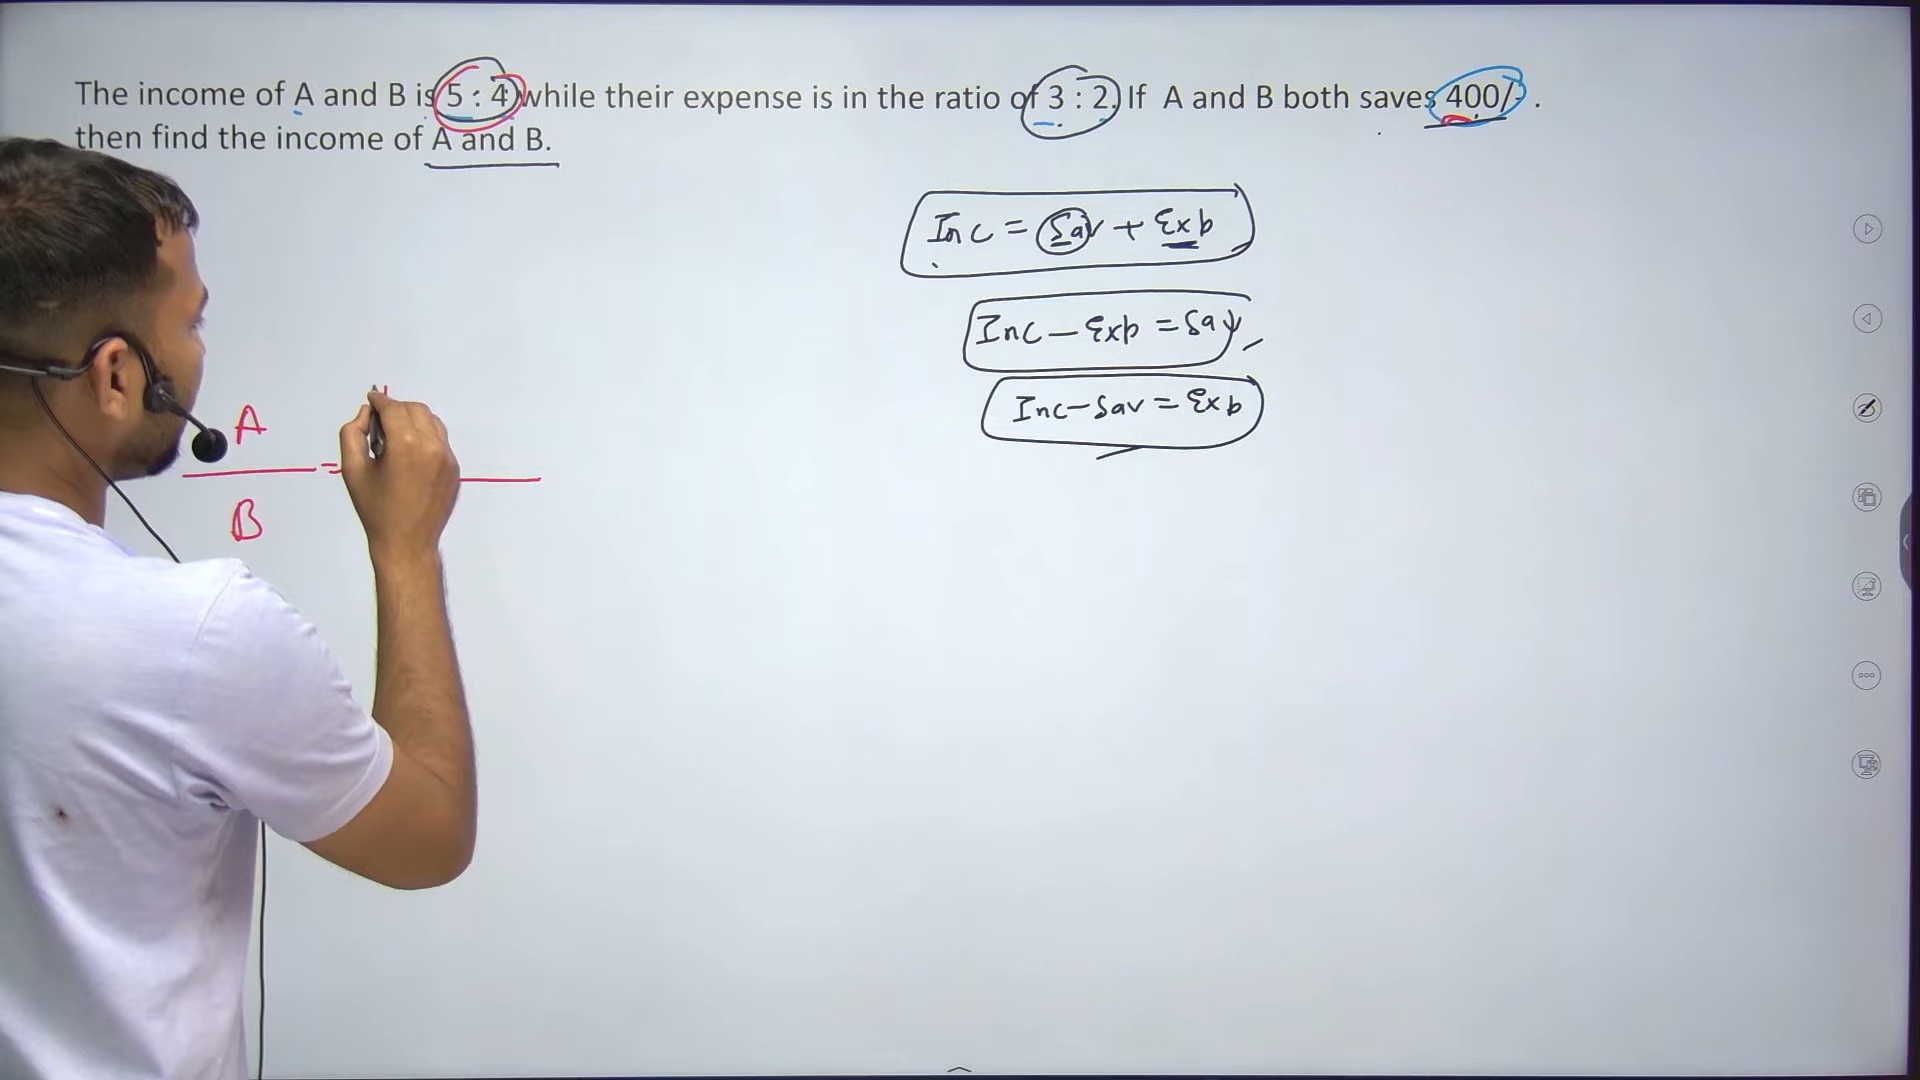 The income of A and B is 5 : 4 while their expense is in the ratio of 3 : 2. If A and B both saves 400/- .
then find the income of A and B.
Inc = Sav + Exp
Inc - Exp = Sav
Inc - Sav = Exp
A
=
B